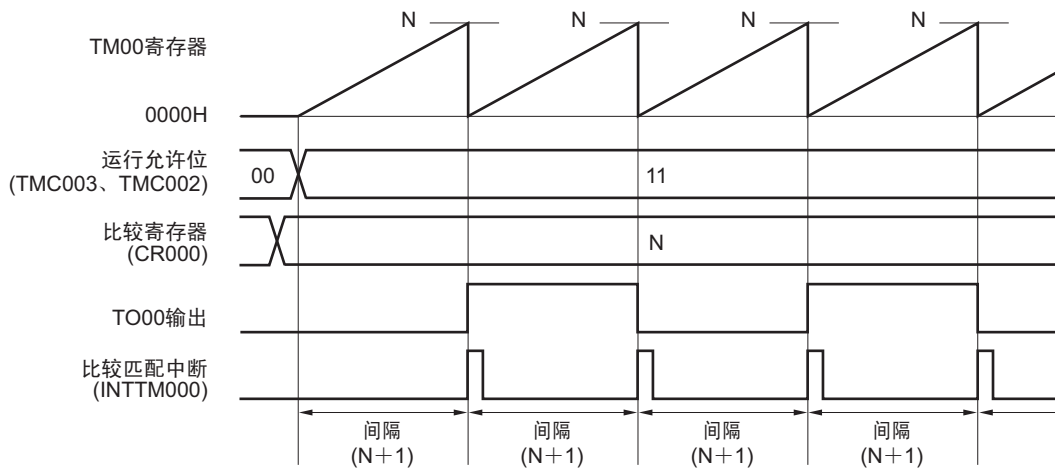 N N N N
TM00寄存器
0000H
运行允许位
(TMC003、TMC002)
00 11
比较寄存器
(CR000)
N
TO00输出
比较匹配中断
(INTTM000)
间隔 间隔 间隔 间隔
(N+1) (N+1) (N+1) (N+1)